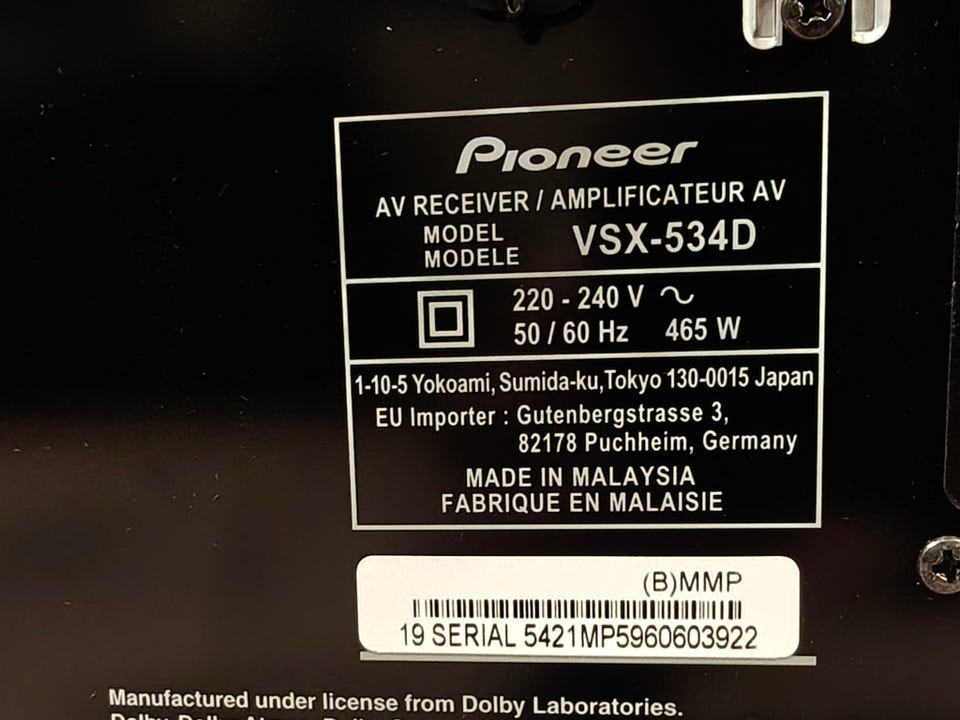 Pioneer
AV RECEIVER / AMPLIFICATEUR AV
MODEL
MODELE
VSX-534D
220 - 240 V ~
50 / 60 Hz 465 W
1-10-5 Yokoami, Sumida-ku, Tokyo 130-0015 Japan
EU Importer : Gutenbergstrasse 3,
82178 Puchheim, Germany
MADE IN MALAYSIA
FABRIQUE EN MALAISIE
(B)MMP
19 SERIAL 5421MP5960603922
Manufactured under license from Dolby Laboratories.